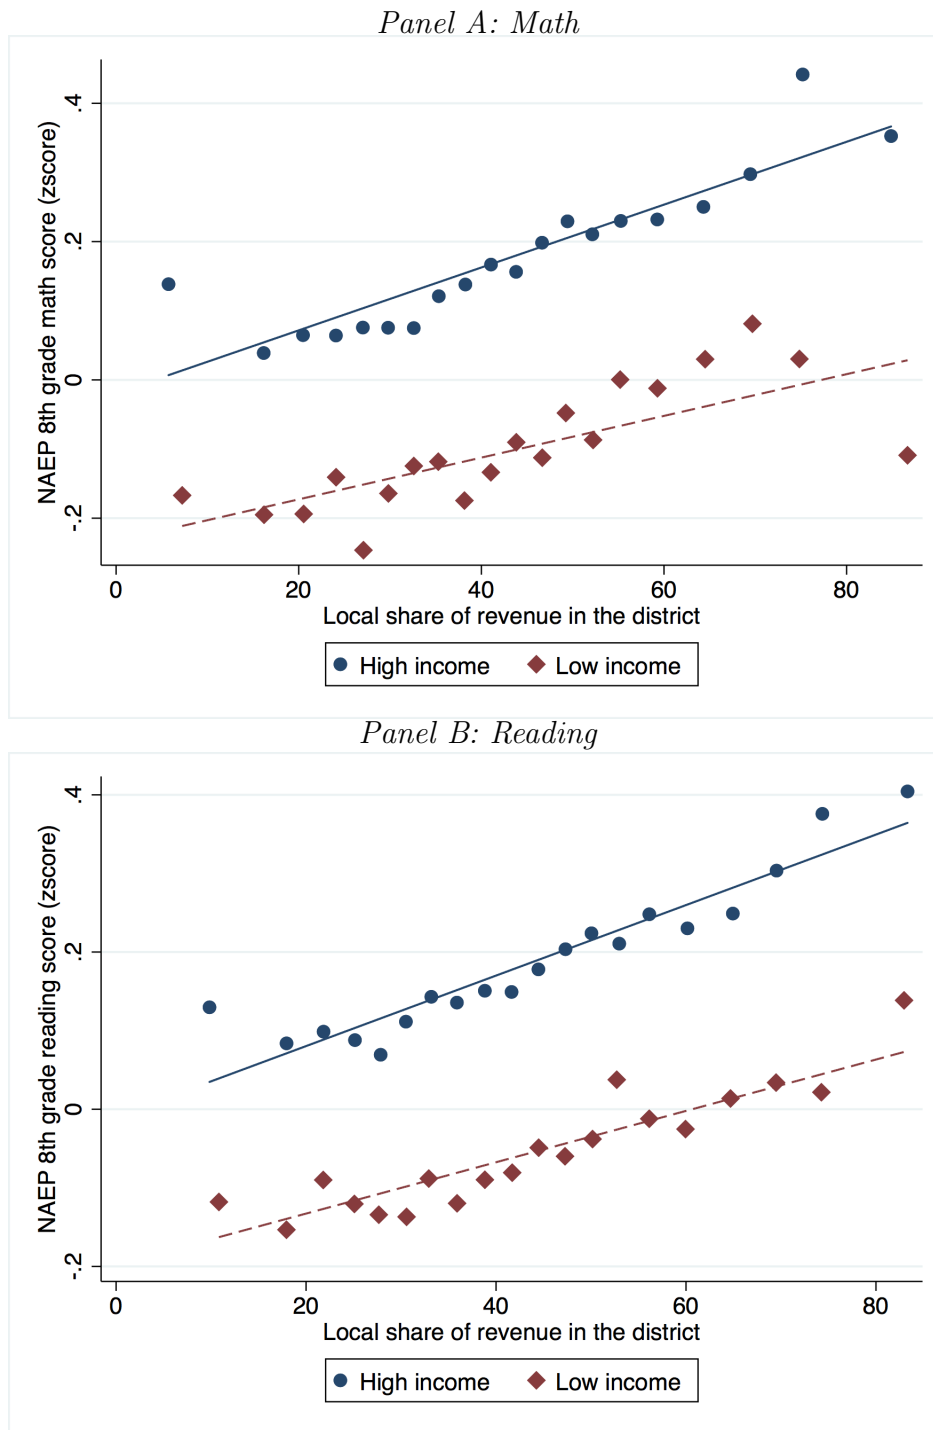 Panel A: Math
NAEP 8th grade math score (zscore)
.4
.2
0
-.2
0 20 40 60 80
Local share of revenue in the district
High income Low income
Panel B: Reading
NAEP 8th grade reading score (zscore)
.4
.2
0
-.2
0 20 40 60 80
Local share of revenue in the district
High income Low income